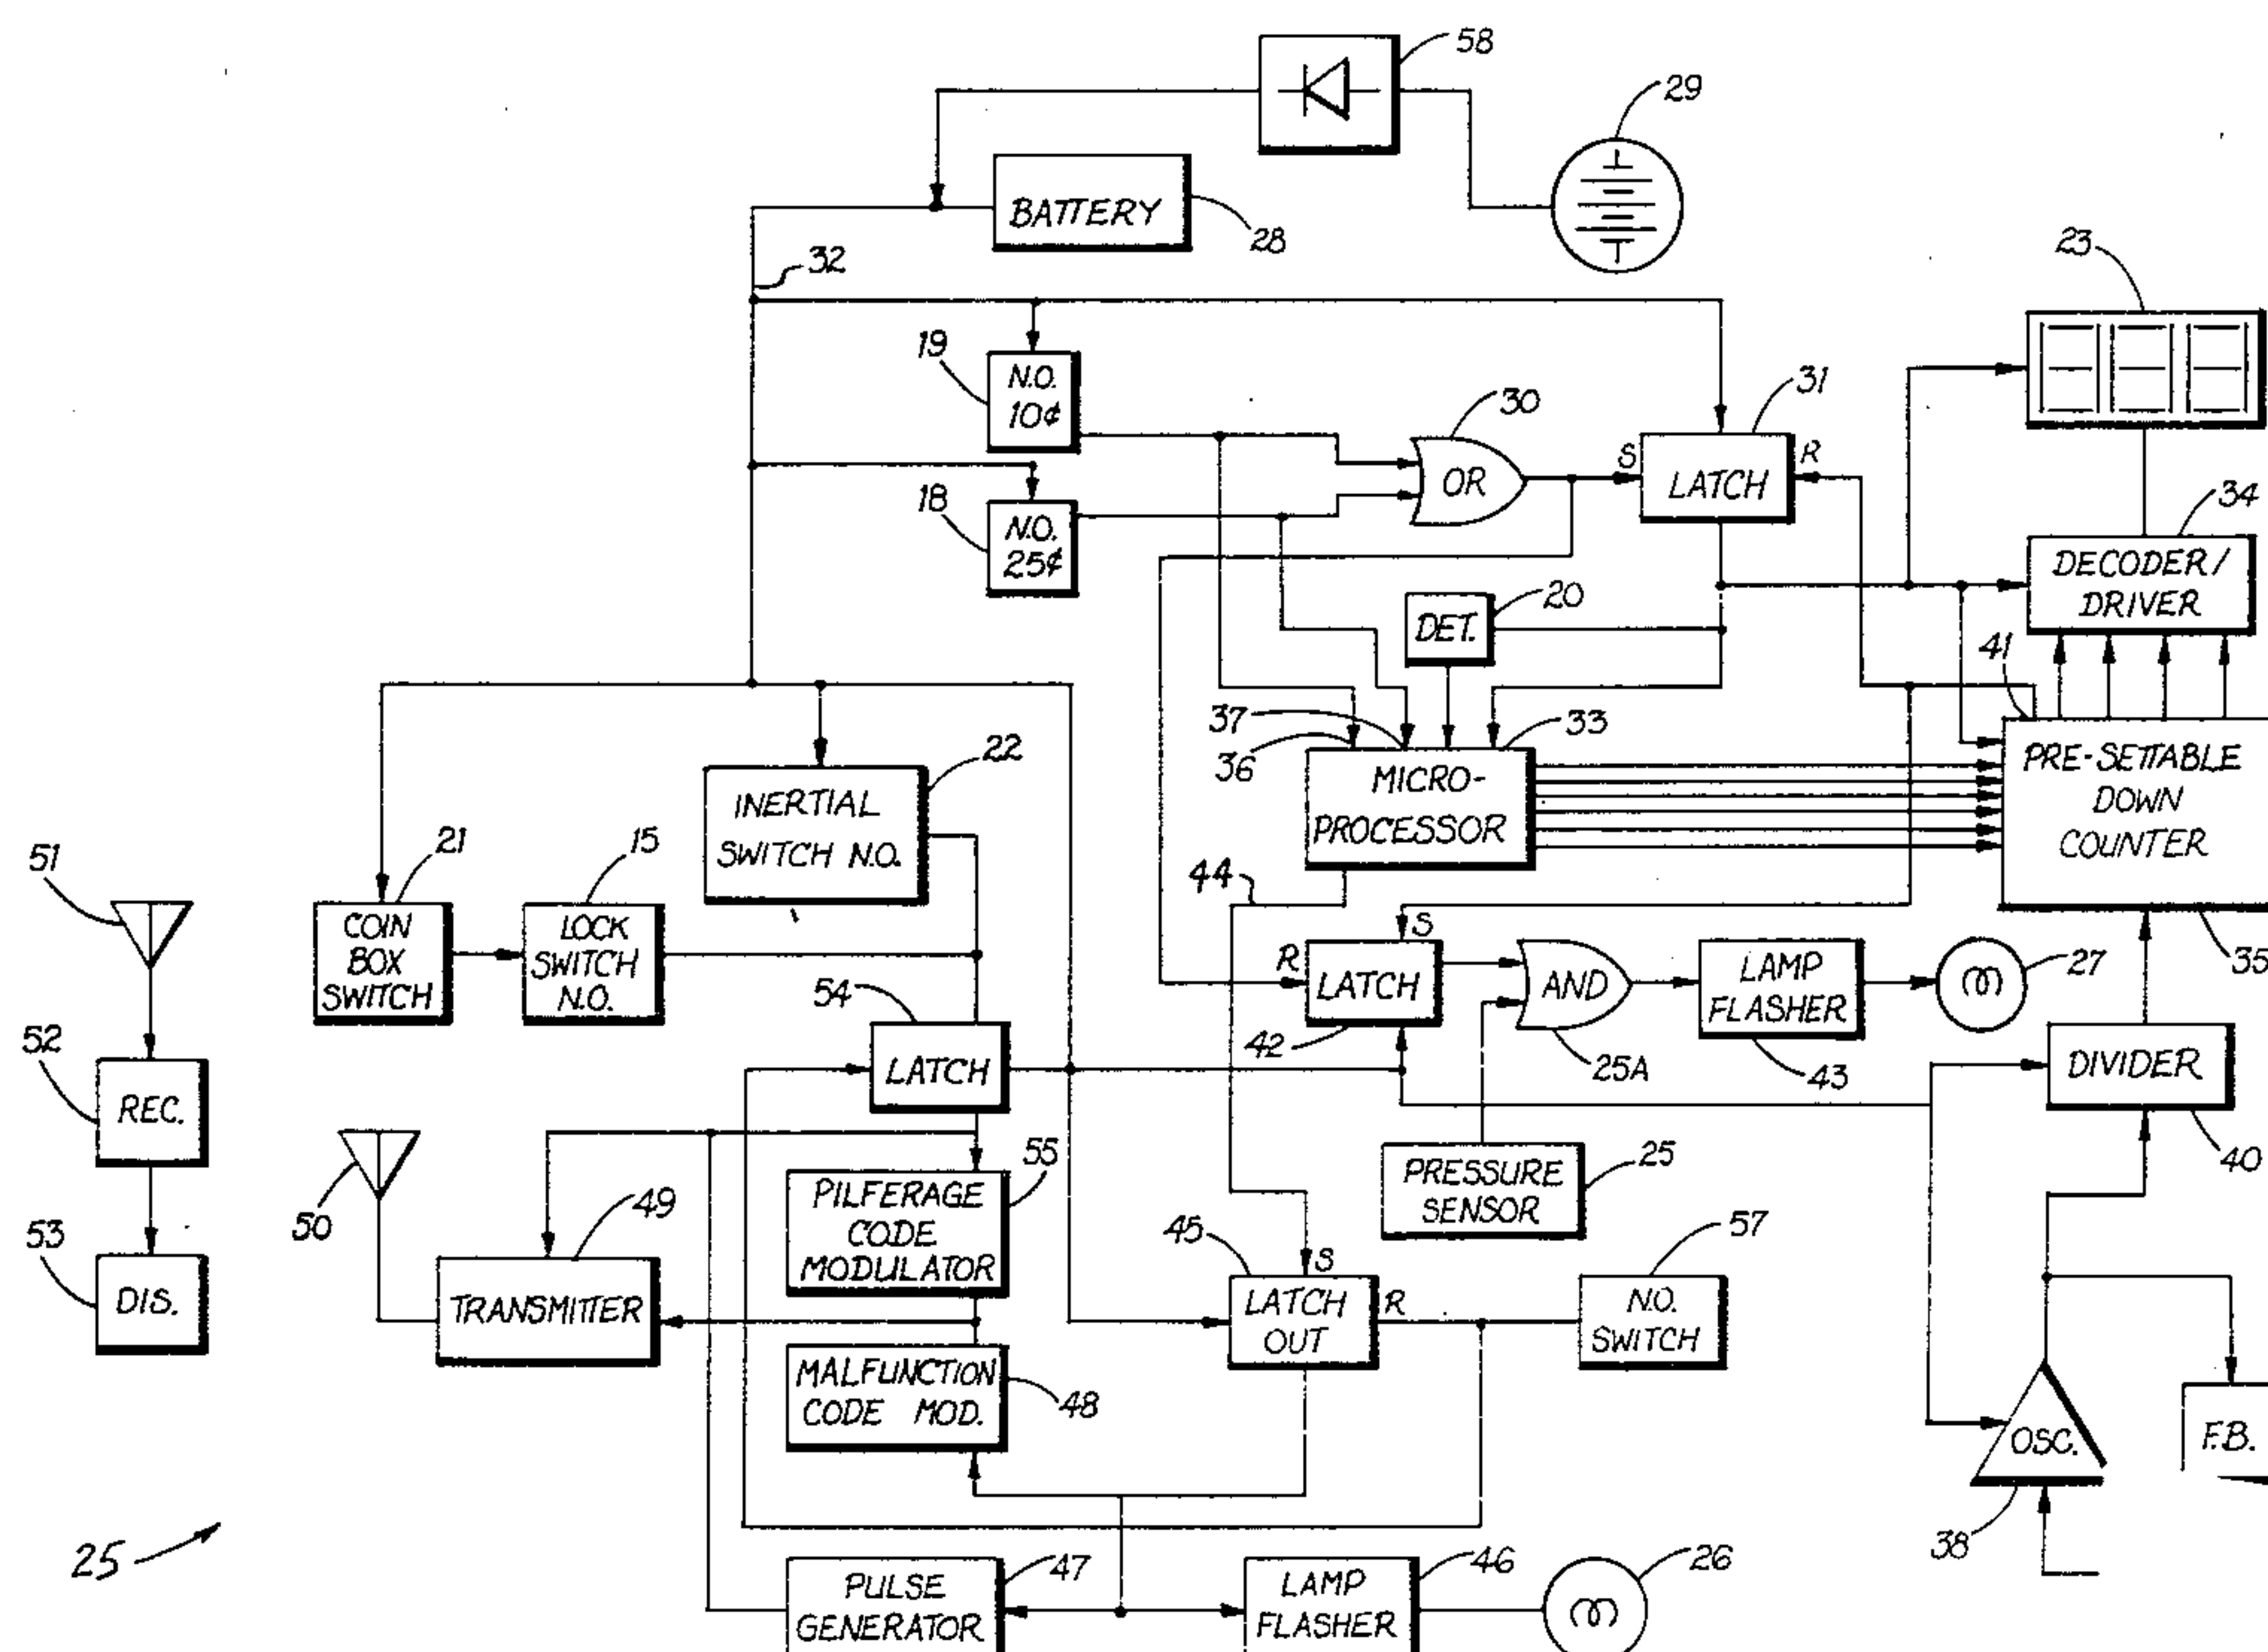 58
29
BATTERY
28
23
32
19
N.O.
10¢
30
31
OR
S
LATCH
R
34
18
N.O.
25¢
DECODER/
DRIVER
20
DET.
41
37
33
36
22
INERTIAL
SWITCH N.O.
MICRO-
PROCESSOR
PRE-SETTABLE
DOWN
COUNTER
51
21
15
44
COIN
BOX
SWITCH
LOCK
SWITCH
N.O.
S
R
LATCH
AND
LAMP
FLASHER
27
35
54
52
42
25A
43
LATCH
DIVIDER
REC.
40
50
49
55
PILFERAGE
CODE
MODULATOR
PRESSURE
SENSOR
25
53
45
57
S
DIS.
TRANSMITTER
LATCH
OUT
R
N.O.
SWITCH
MALFUNCTION
CODE MOD.
48
OSC.
F.B.
38
25
PULSE
GENERATOR
47
LAMP
FLASHER
46
26